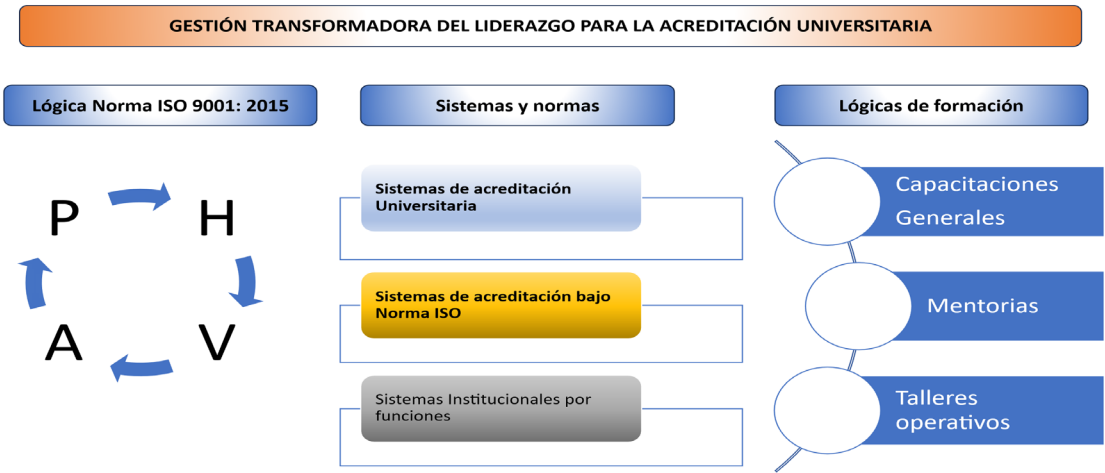 GESTIÓN TRANSFORMADORA DEL LIDERAZGO PARA LA ACREDITACIÓN UNIVERSITARIA
Lógica Norma ISO 9001: 2015
P
H
A
V
Sistemas y normas
Sistemas de acreditación
Universitaria
Sistemas de acreditación bajo
Norma ISO
Sistemas Institucionales por
funciones
Lógicas de formación
Capacitaciones
Generales
Mentorias
Talleres
operativos